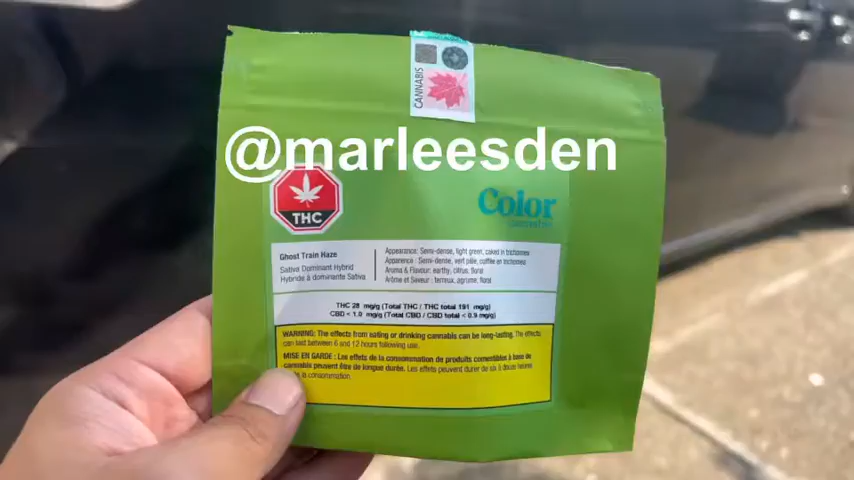 CANNABIS
@marleesden
THC
Color
Ghost Train Haze
Sativa Dominant Hybrid
Hybride à dominante Sativa
Appearance: Semi-dense, light green, caked in trichomes
Apparence : Semi-dense, vert pâle, coiffée en trichomes
Aroma & Flavour: earthy, citrus, floral
Arôme et Saveur : terreux, agrume, floral
THC 28 mg/g (Total THC / THC total 191 mg/g)
CBD < 1.0 mg/g (Total CBD / CBD total < 0.9 mg/g)
WARNING: The effects from eating or drinking cannabis can be long-lasting. The effects
can last between 6 and 12 hours following use.
MISE EN GARDE : Les effets de la consommation de produits comestibles à base de
cannabis peuvent être de longue durée. Les effets peuvent durer de six à douze heures
la consommation.